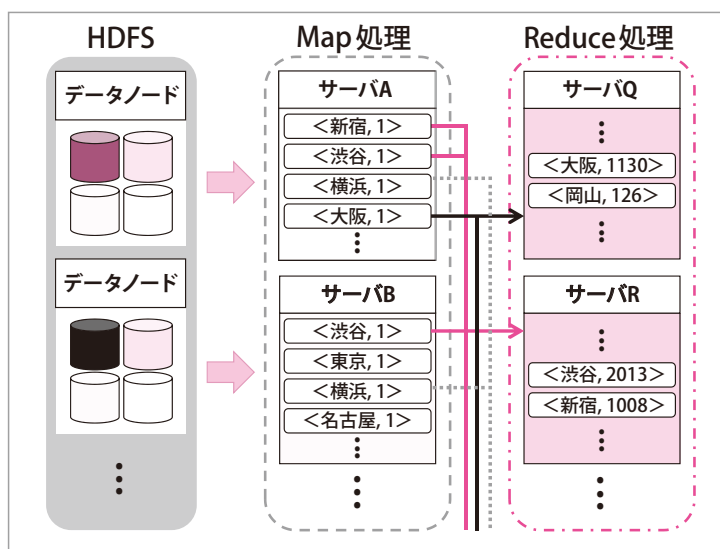 HDFS
データノード
データノード
Map処理
サーバA
<新宿, 1>
<渋谷, 1>
<横浜, 1>
<大阪, 1>
サーバB
<渋谷, 1>
<東京, 1>
<横浜, 1>
<名古屋, 1>
Reduce処理
サーバQ
<大阪, 1130>
<岡山, 126>
サーバR
<渋谷, 2013>
<新宿, 1008>